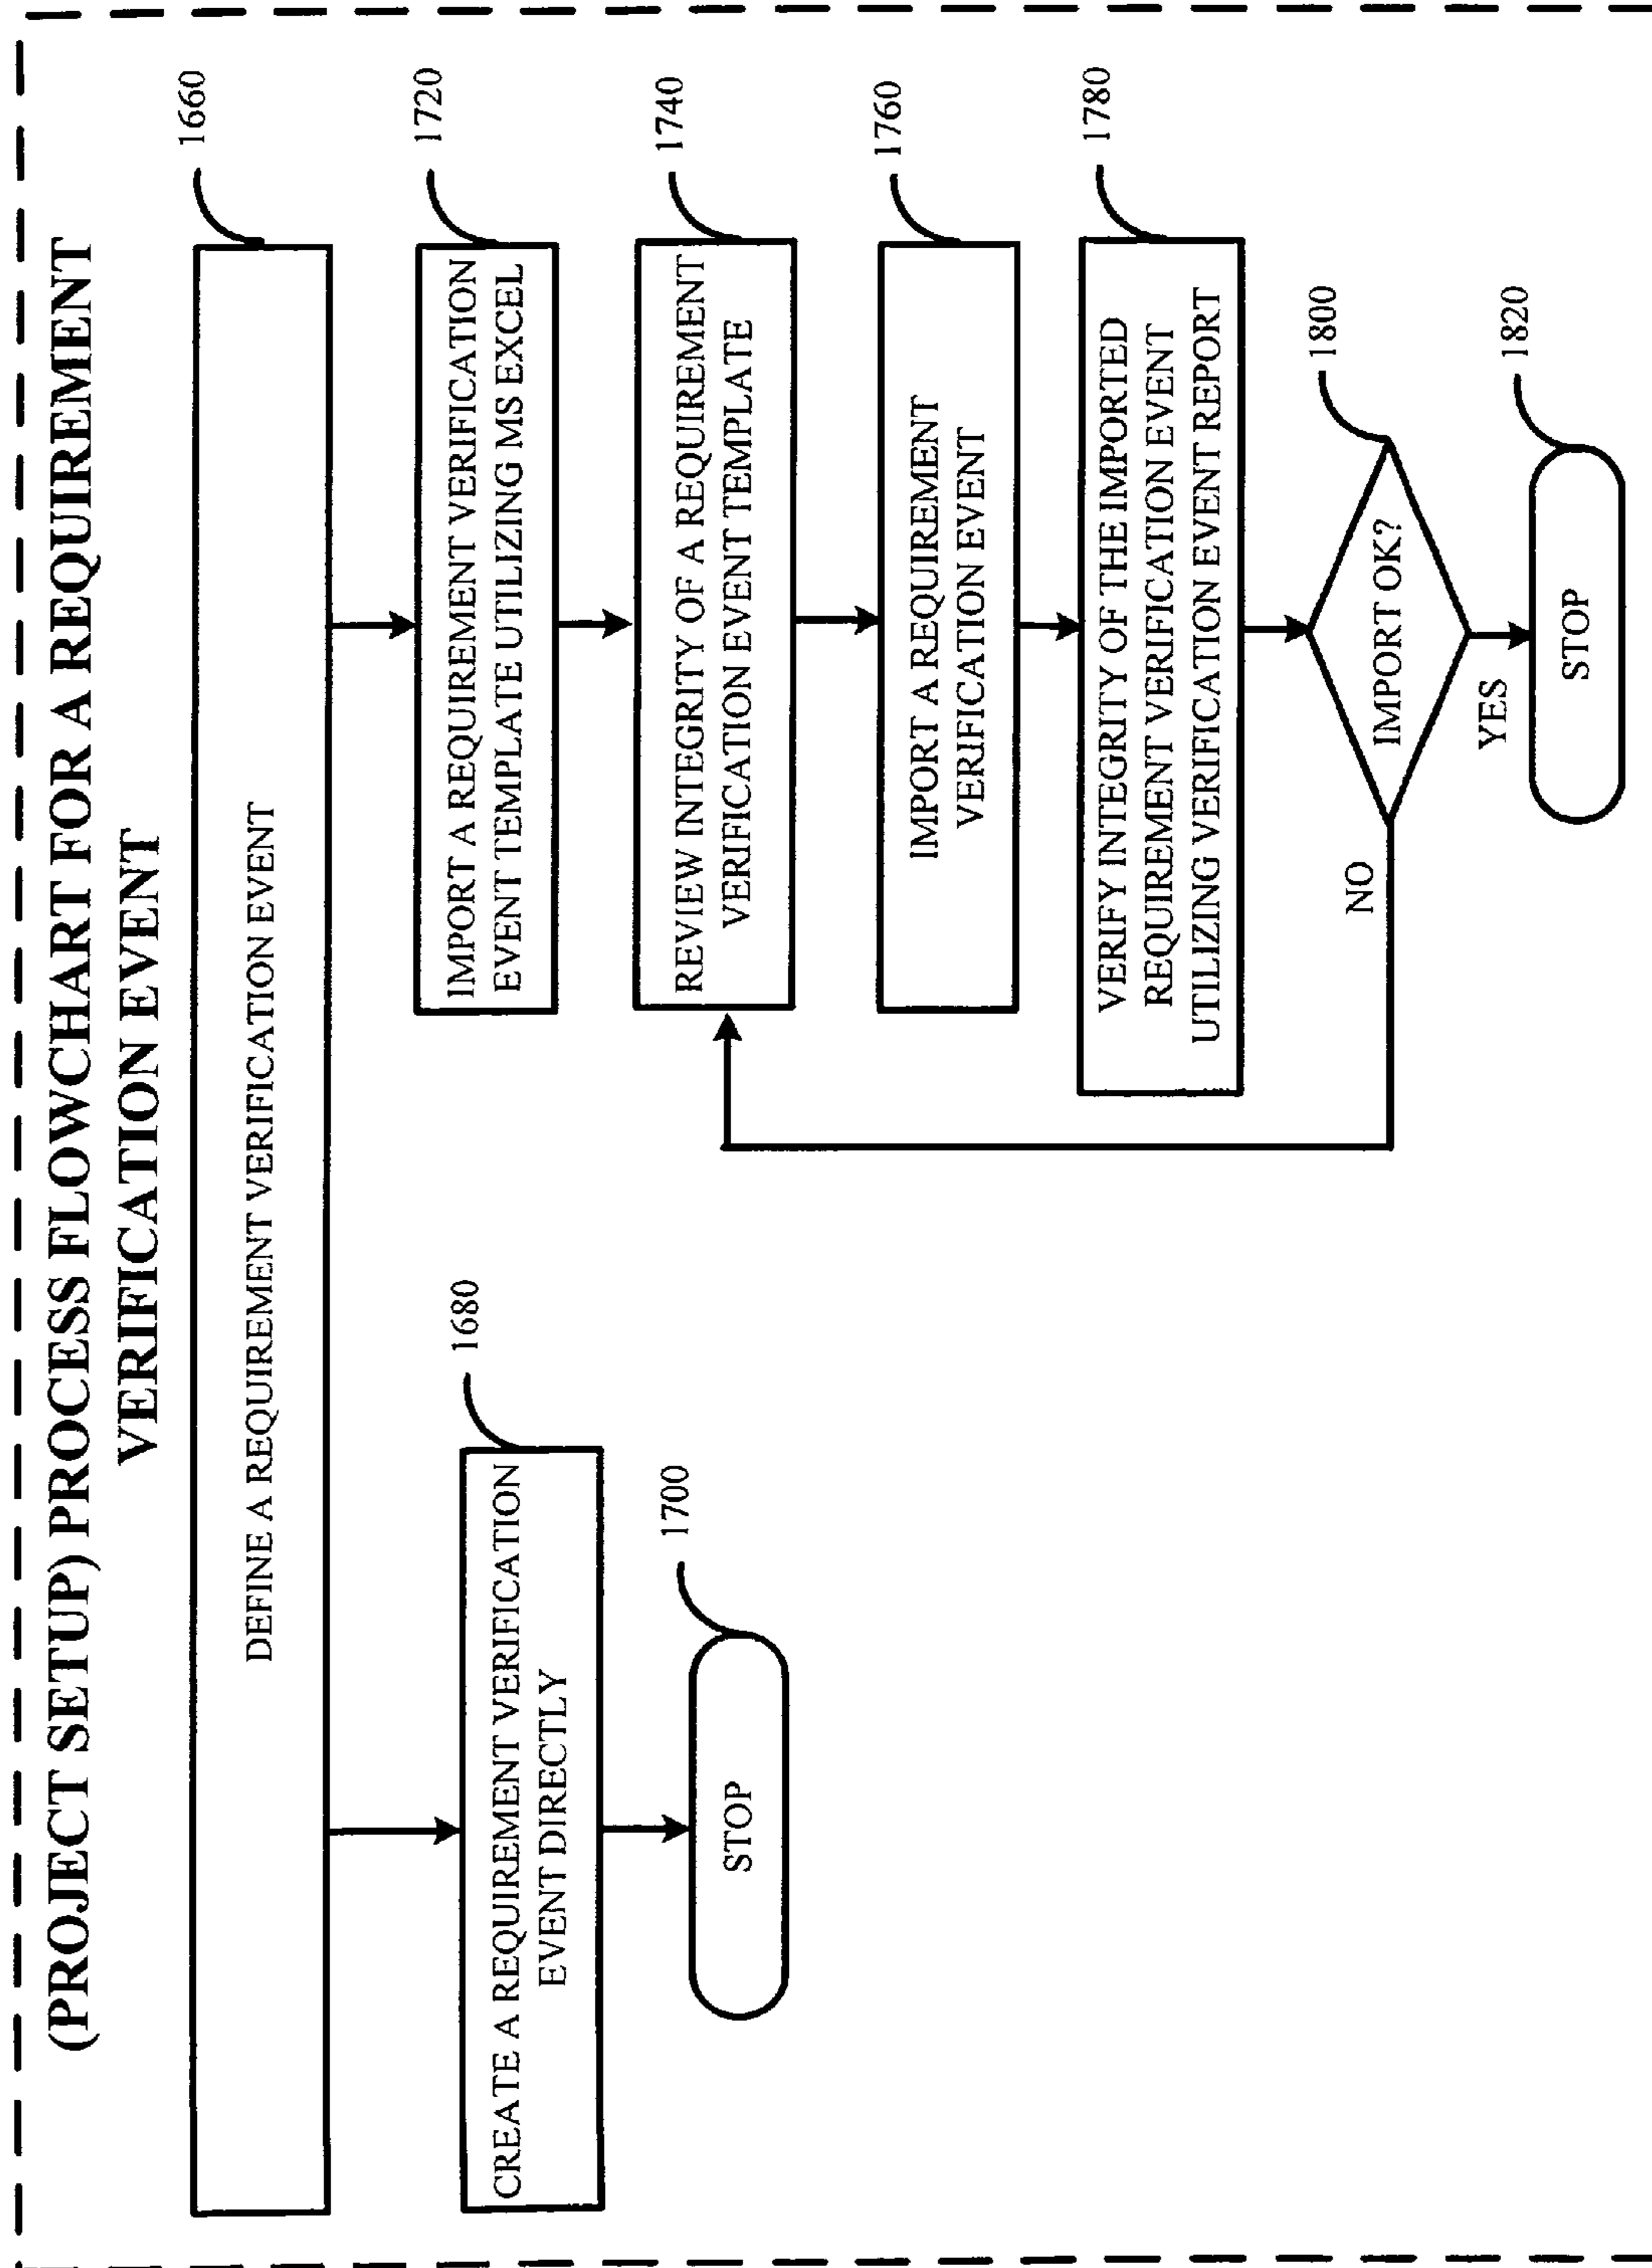 (PROJECT SETUP) PROCESS FLOWCHART FOR A REQUIREMENT
VERIFICATION EVENT
1660
DEFINE A REQUIREMENT VERIFICATION EVENT
1680
CREATE A REQUIREMENT VERIFICATION
EVENT DIRECTLY
1700
STOP
1720
IMPORT A REQUIREMENT VERIFICATION
EVENT TEMPLATE UTILIZING MS EXCEL
1740
REVIEW INTEGRITY OF A REQUIREMENT
VERIFICATION EVENT TEMPLATE
1760
IMPORT A REQUIREMENT
VERIFICATION EVENT
1780
VERIFY INTEGRITY OF THE IMPORTED
REQUIREMENT VERIFICATION EVENT
UTILIZING VERIFICATION EVENT REPORT
1800
IMPORT OK?
NO
YES
1820
STOP